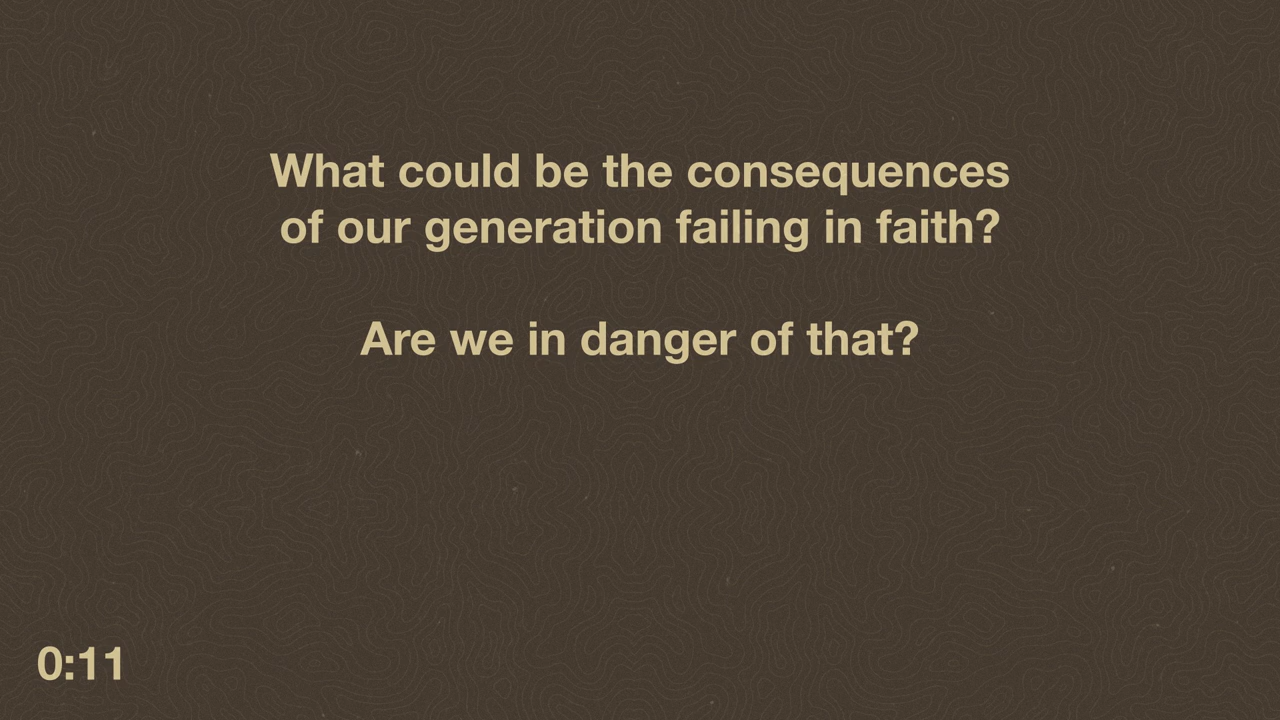 What could be the consequences
of our generation failing in faith?
Are we in danger of that?
0:11